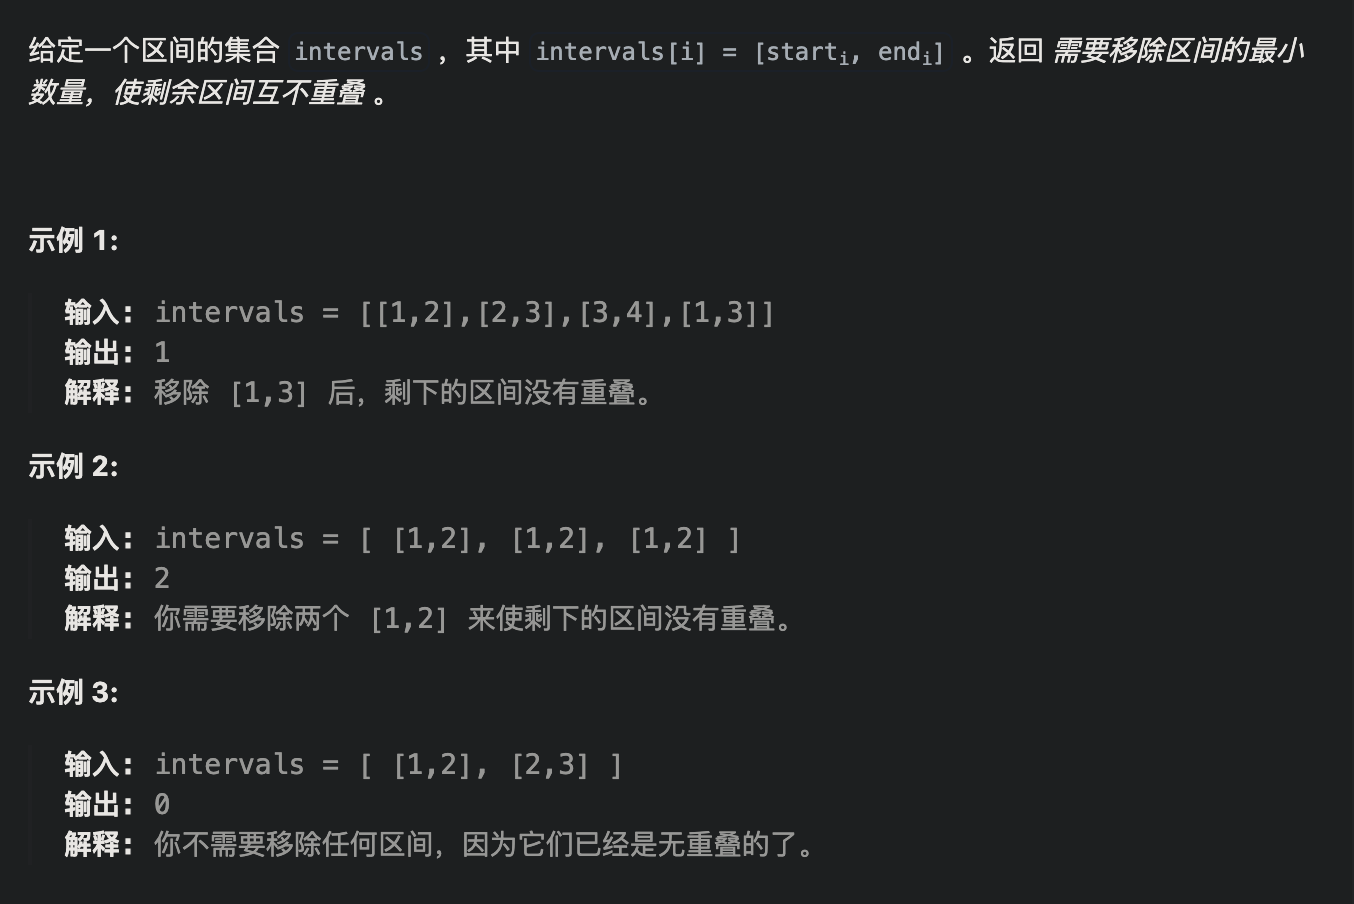 给定一个区间的集合 intervals ，其中 intervals[i] = [starti, endi] 。返回 需要移除区间的最小
数量，使剩余区间互不重叠 。
示例 1:
输入: intervals = [[1,2],[2,3],[3,4],[1,3]]
输出: 1
解释: 移除 [1,3] 后，剩下的区间没有重叠。
示例 2:
输入: intervals = [ [1,2], [1,2], [1,2] ]
输出: 2
解释: 你需要移除两个 [1,2] 来使剩下的区间没有重叠。
示例 3:
输入: intervals = [ [1,2], [2,3] ]
输出: 0
解释: 你不需要移除任何区间，因为它们已经是无重叠的了。